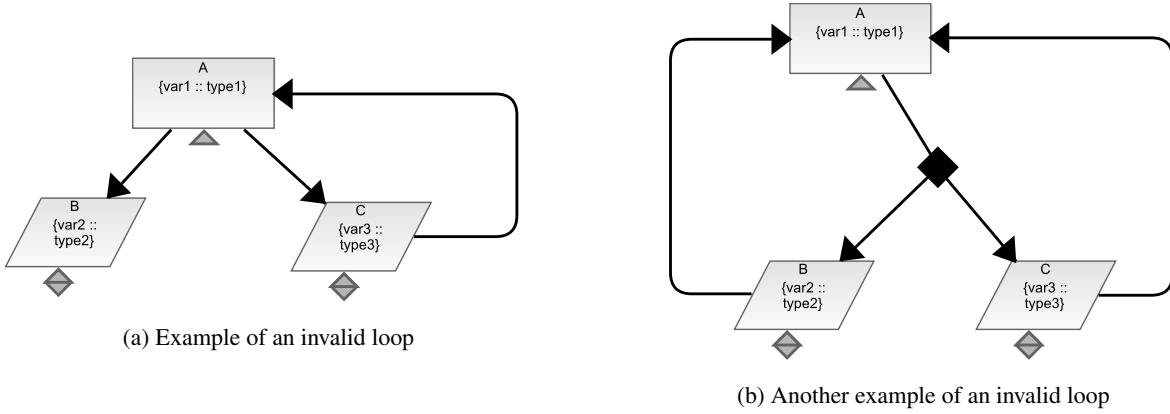 A
{var1 :: type1}
B
{var2 ::
type2}
C
{var3 ::
type3}
(a) Example of an invalid loop
A
{var1 :: type1}
B
{var2 ::
type2}
C
{var3 ::
type3}
(b) Another example of an invalid loop